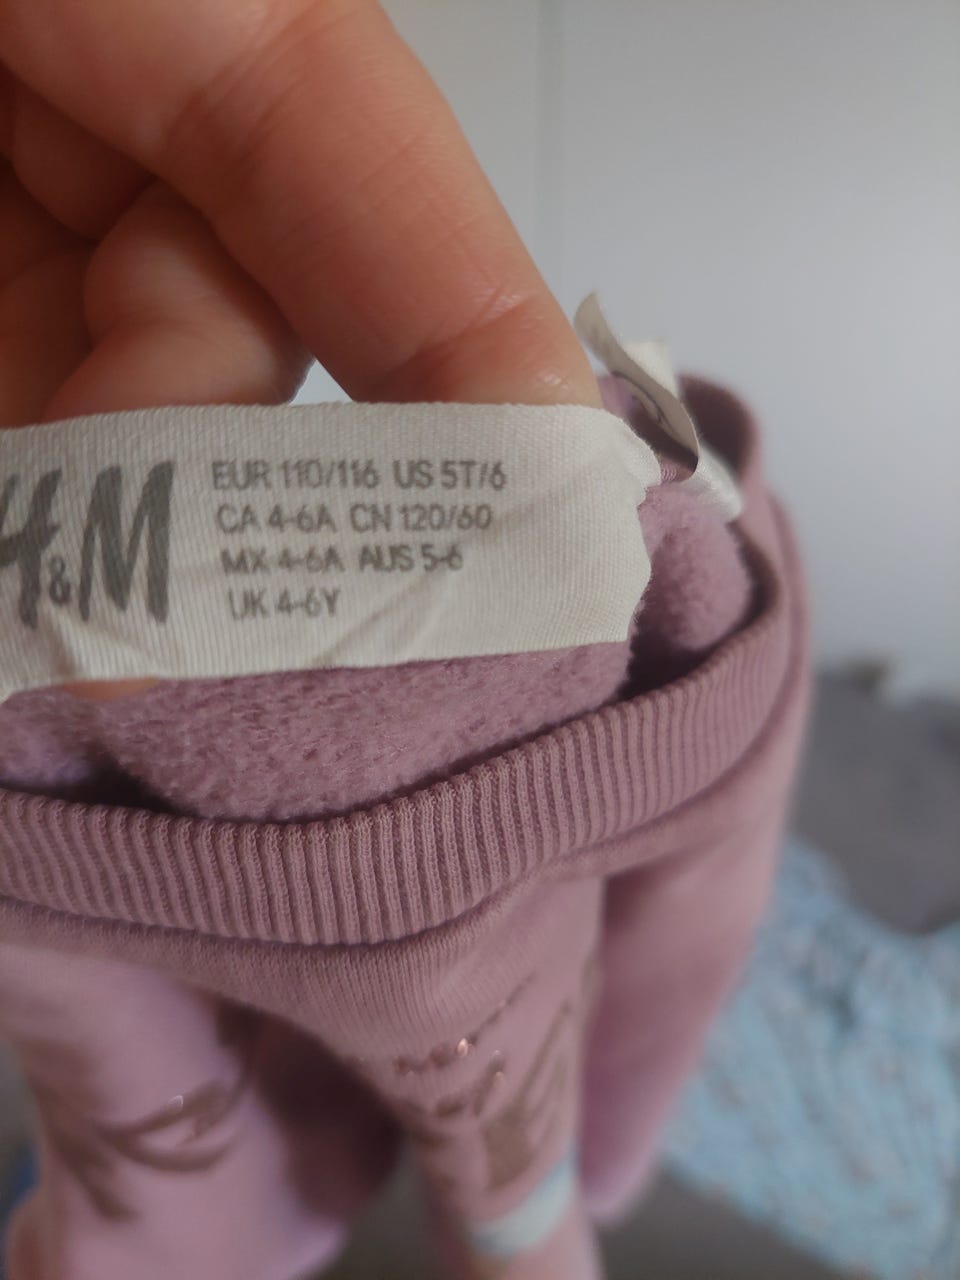 H&M
EUR 110/116 US 5T/6
CA 4-6A CN 120/60
MX 4-6A AUS 5-6
UK 4-6Y